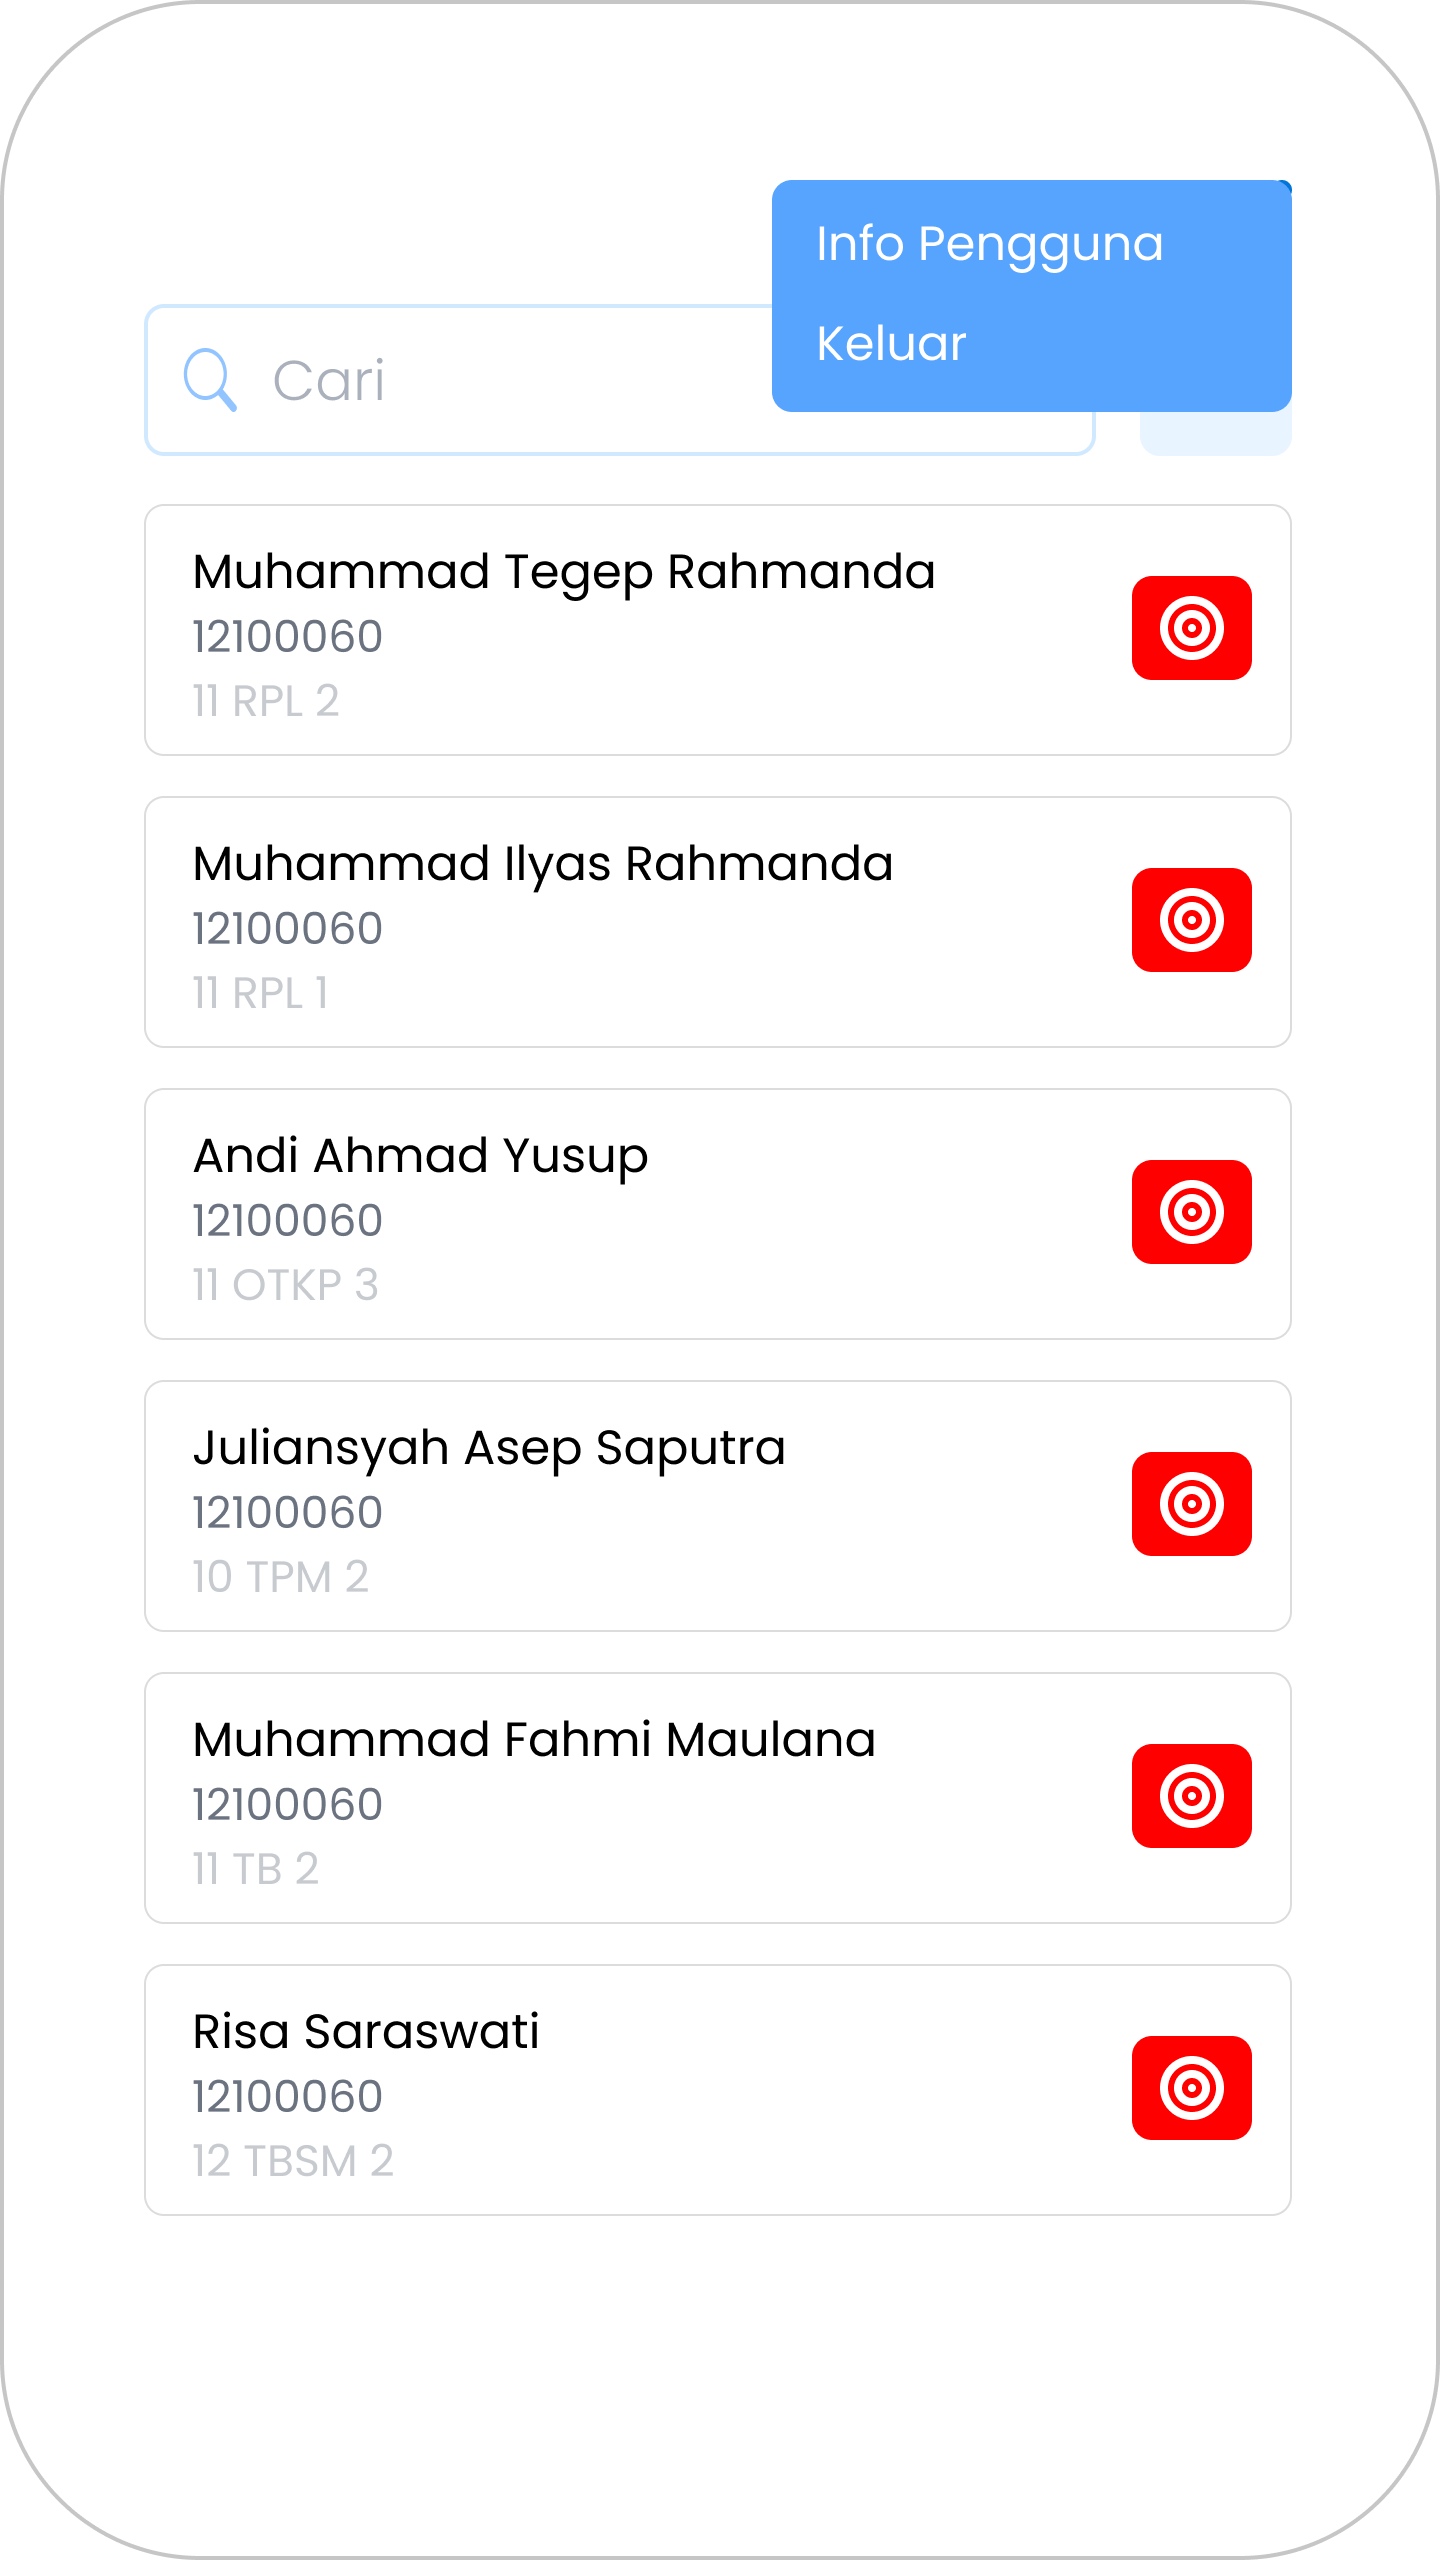 Info Pengguna
Keluar
Cari
Muhammad Tegep Rahmanda
12100060
11 RPL 2
Muhammad Ilyas Rahmanda
12100060
11 RPL 1
Andi Ahmad Yusup
12100060
11 OTKP 3
Juliansyah Asep Saputra
12100060
10 TPM 2
Muhammad Fahmi Maulana
12100060
11 TB 2
Risa Saraswati
12100060
12 TBSM 2